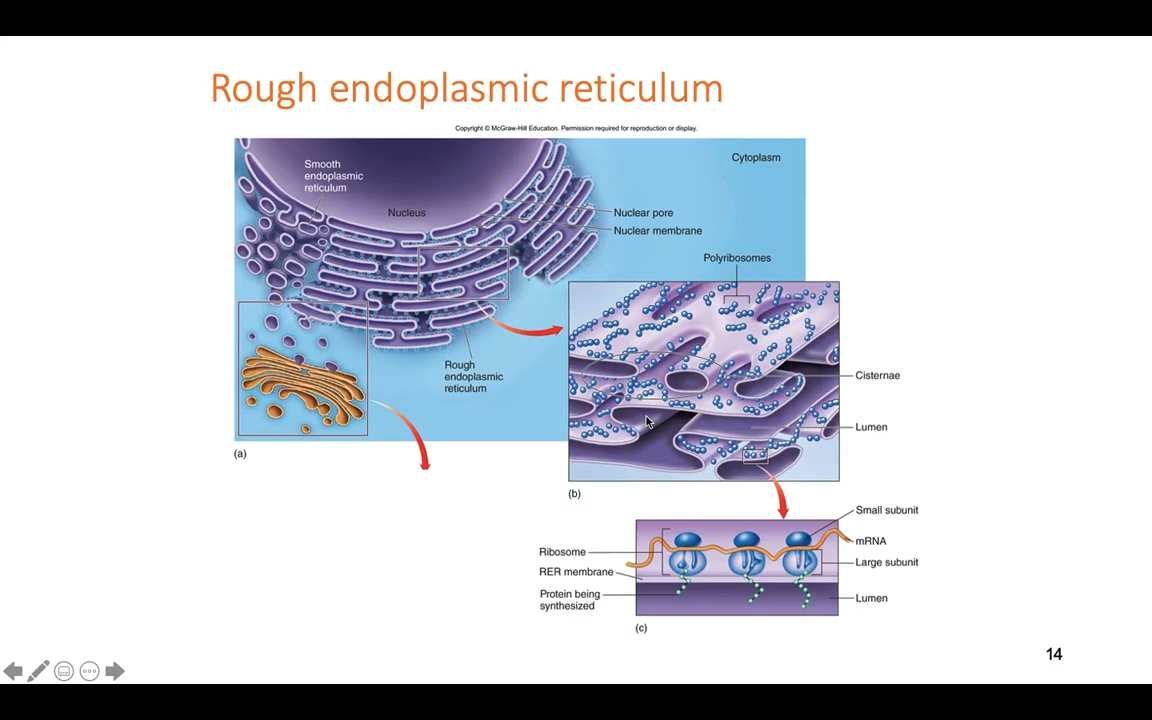 Rough endoplasmic reticulum
Copyright © McGraw-Hill Education. Permission required for reproduction or display.
Smooth
endoplasmic
reticulum
Cytoplasm
Nucleus
Nuclear pore
Nuclear membrane
Polyribosomes
Rough
endoplasmic
reticulum
Cisternae
Lumen
(a)
(b)
Small subunit
mRNA
Ribosome
Large subunit
RER membrane
Protein being
synthesized
Lumen
(c)
14